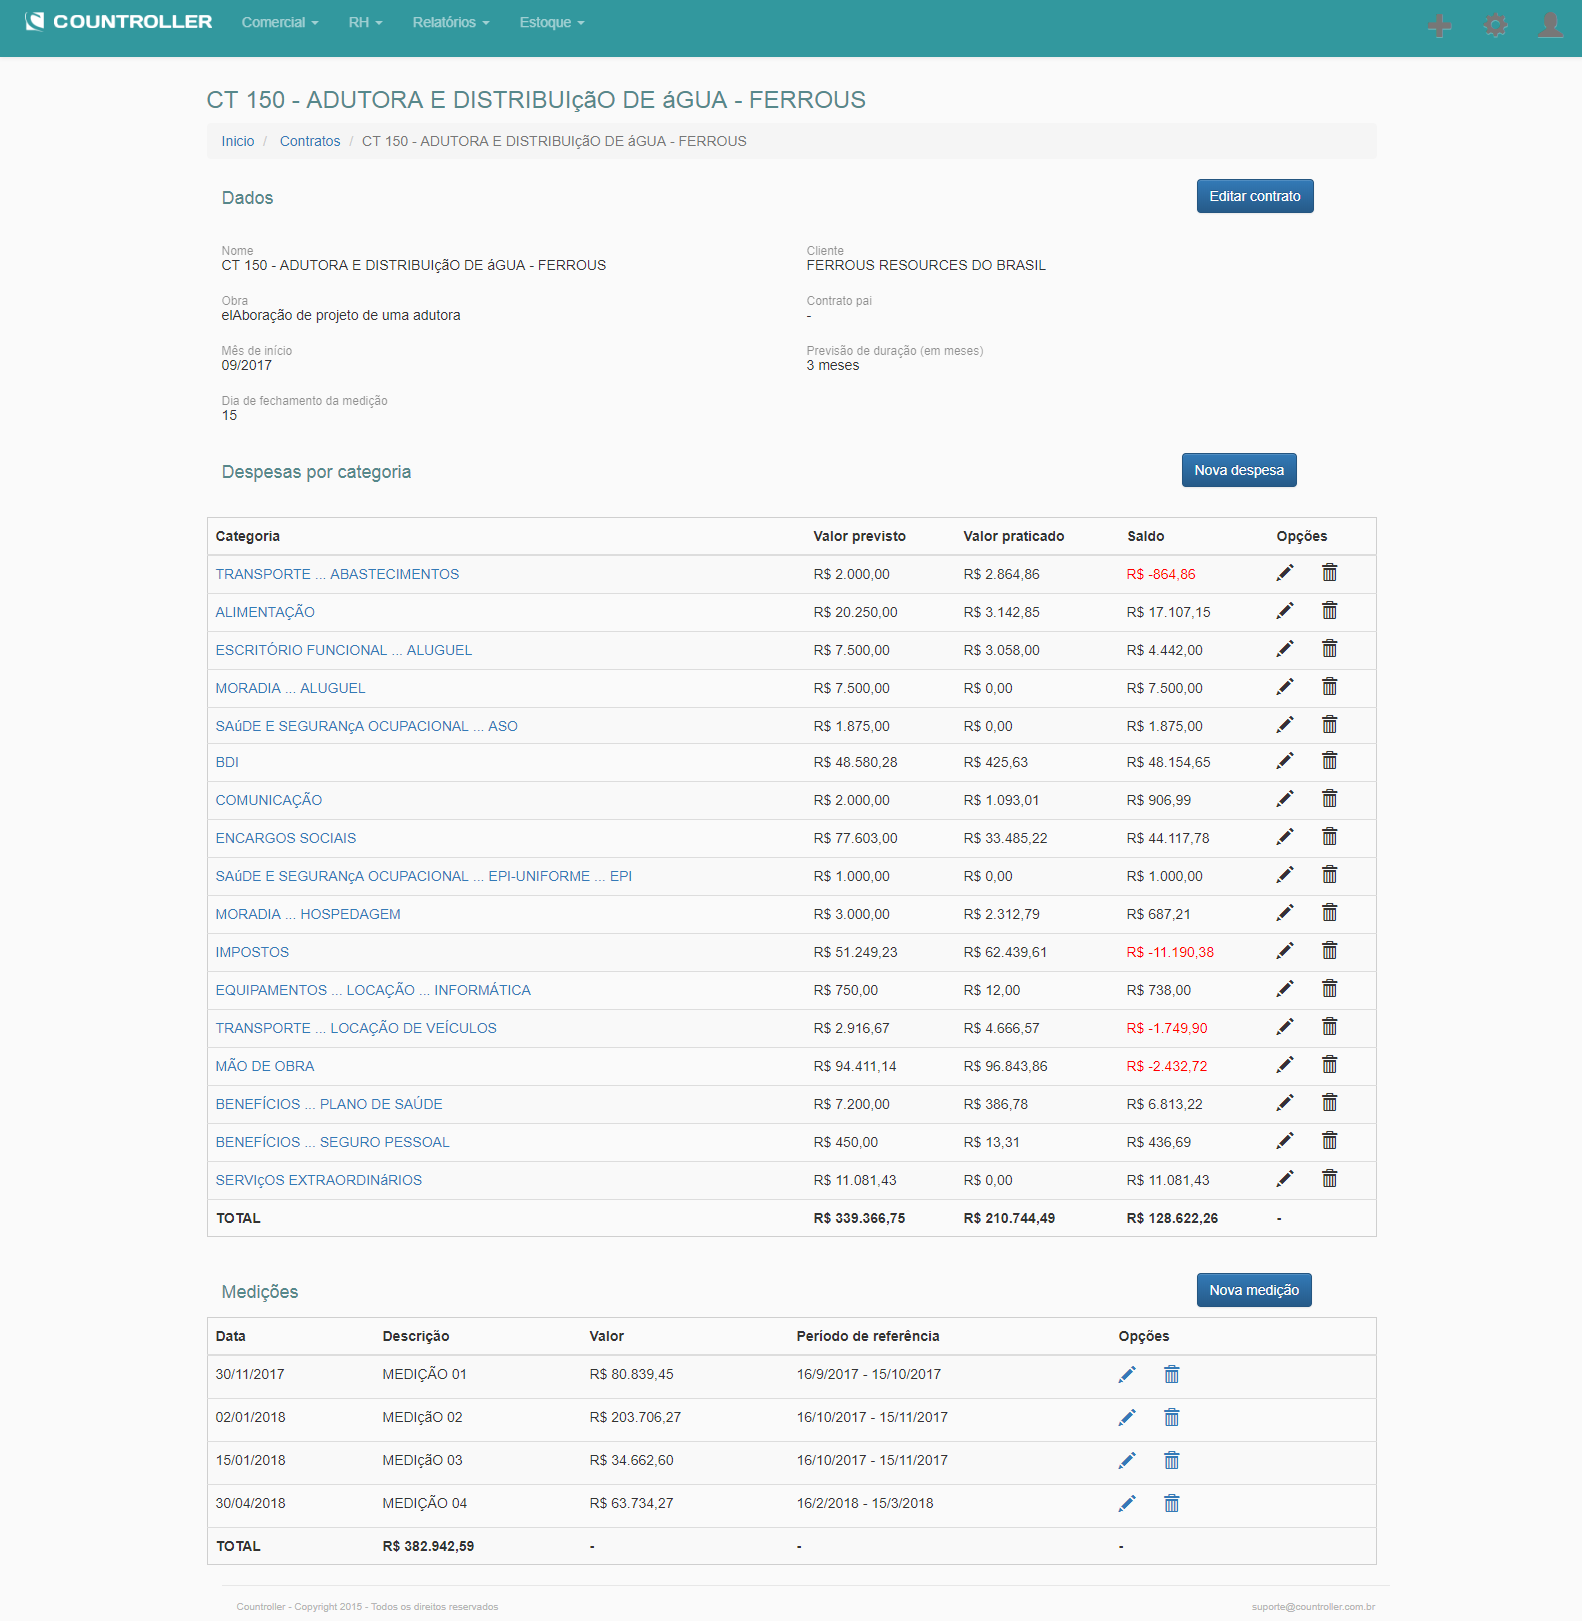 COUNTROLLER Comercial RH Relatórios Estoque
CT 150 - ADUTORA E DISTRIBUIçãO DE áGUA - FERROUS
Inicio / Contratos / CT 150 - ADUTORA E DISTRIBUIçãO DE áGUA - FERROUS
Dados Editar contrato
Nome Cliente
CT 150 - ADUTORA E DISTRIBUIçãO DE áGUA - FERROUS FERROUS RESOURCES DO BRASIL
Obra Contrato pai
elAboração de projeto de uma adutora -
Mês de início Previsão de duração (em meses)
09/2017 3 meses
Dia de fechamento da medição
15
Despesas por categoria Nova despesa
Categoria Valor previsto Valor praticado Saldo Opções
TRANSPORTE ... ABASTECIMENTOS R$ 2.000,00 R$ 2.864,86 R$ -864,86
ALIMENTAÇÃO R$ 20.250,00 R$ 3.142,85 R$ 17.107,15
ESCRITÓRIO FUNCIONAL ... ALUGUEL R$ 7.500,00 R$ 3.058,00 R$ 4.442,00
MORADIA ... ALUGUEL R$ 7.500,00 R$ 0,00 R$ 7.500,00
SAúDE E SEGURANçA OCUPACIONAL ... ASO R$ 1.875,00 R$ 0,00 R$ 1.875,00
BDI R$ 48.580,28 R$ 425,63 R$ 48.154,65
COMUNICAÇÃO R$ 2.000,00 R$ 1.093,01 R$ 906,99
ENCARGOS SOCIAIS R$ 77.603,00 R$ 33.485,22 R$ 44.117,78
SAúDE E SEGURANçA OCUPACIONAL ... EPI-UNIFORME ... EPI R$ 1.000,00 R$ 0,00 R$ 1.000,00
MORADIA ... HOSPEDAGEM R$ 3.000,00 R$ 2.312,79 R$ 687,21
IMPOSTOS R$ 51.249,23 R$ 62.439,61 R$ -11.190,38
EQUIPAMENTOS ... LOCAÇÃO ... INFORMÁTICA R$ 750,00 R$ 12,00 R$ 738,00
TRANSPORTE ... LOCAÇÃO DE VEÍCULOS R$ 2.916,67 R$ 4.666,57 R$ -1.749,90
MÃO DE OBRA R$ 94.411,14 R$ 96.843,86 R$ -2.432,72
BENEFÍCIOS ... PLANO DE SAÚDE R$ 7.200,00 R$ 386,78 R$ 6.813,22
BENEFÍCIOS ... SEGURO PESSOAL R$ 450,00 R$ 13,31 R$ 436,69
SERVIçOS EXTRAORDINáRIOS R$ 11.081,43 R$ 0,00 R$ 11.081,43
TOTAL R$ 339.366,75 R$ 210.744,49 R$ 128.622,26 -
Medições Nova medição
Data Descrição Valor Período de referência Opções
30/11/2017 MEDIÇÃO 01 R$ 80.839,45 16/9/2017 - 15/10/2017
02/01/2018 MEDIçãO 02 R$ 203.706,27 16/10/2017 - 15/11/2017
15/01/2018 MEDIçãO 03 R$ 34.662,60 16/10/2017 - 15/11/2017
30/04/2018 MEDIÇÃO 04 R$ 63.734,27 16/2/2018 - 15/3/2018
TOTAL R$ 382.942,59 - - -
Countroller - Copyright 2015 - Todos os direitos reservados suporte@countroller.com.br